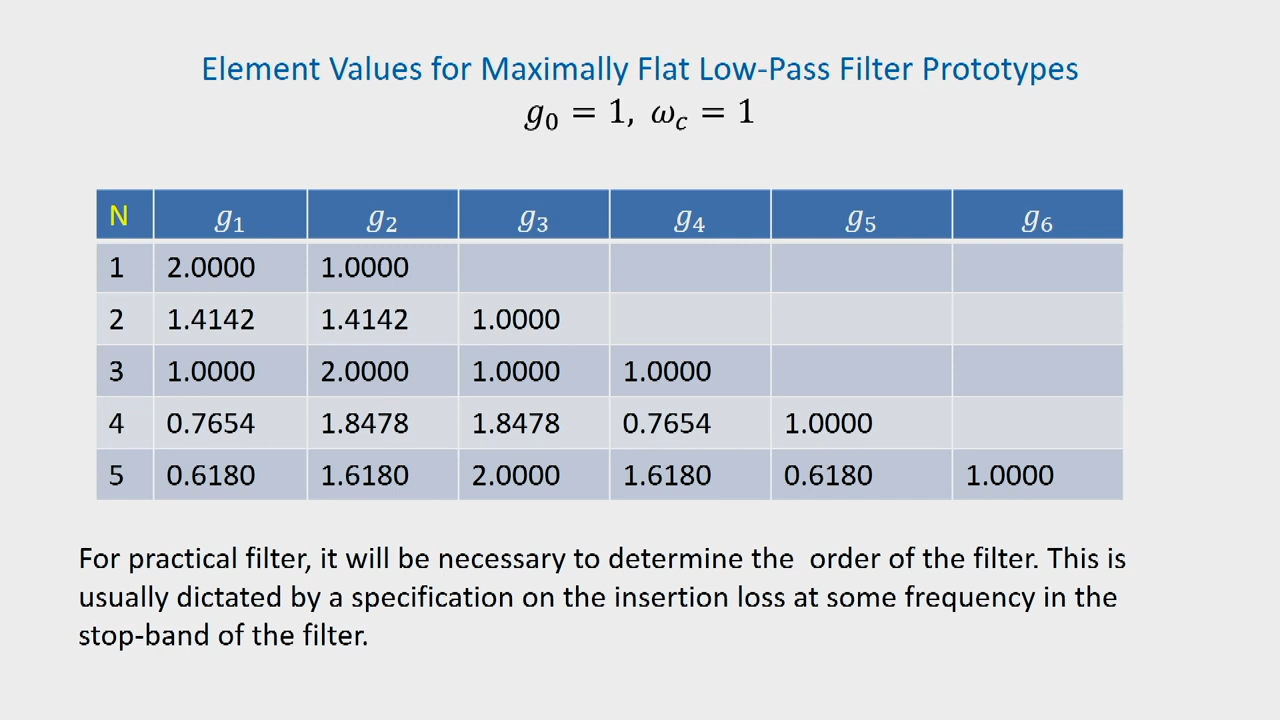 Element Values for Maximally Flat Low-Pass Filter Prototypes
g₀ = 1, ω_c = 1
N g₁ g₂ g₃ g₄ g₅ g₆
1 2.0000 1.0000
2 1.4142 1.4142 1.0000
3 1.0000 2.0000 1.0000 1.0000
4 0.7654 1.8478 1.8478 0.7654 1.0000
5 0.6180 1.6180 2.0000 1.6180 0.6180 1.0000
For practical filter, it will be necessary to determine the order of the filter. This is
usually dictated by a specification on the insertion loss at some frequency in the
stop-band of the filter.